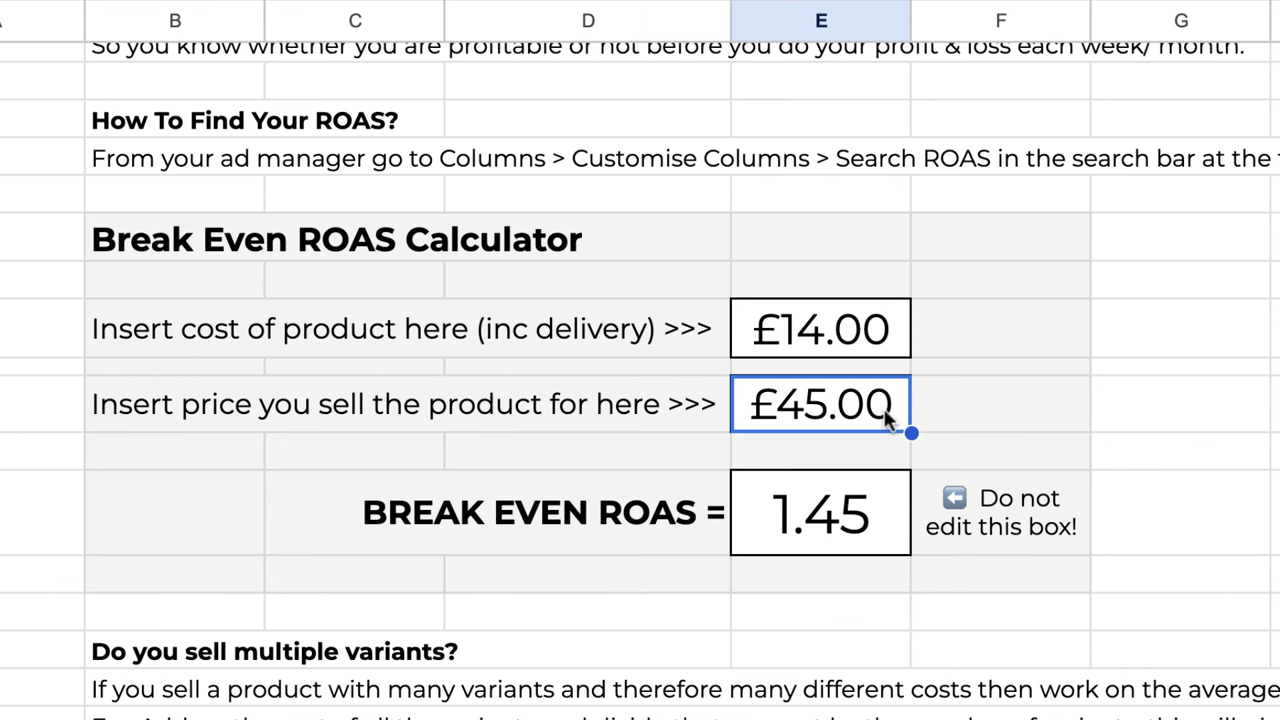 A B C D E F G
So you know whether you are profitable or not before you do your profit & loss each week/ month.
How To Find Your ROAS?
From your ad manager go to Columns > Customise Columns > Search ROAS in the search bar at the
Break Even ROAS Calculator
Insert cost of product here (inc delivery) >>> £14.00
Insert price you sell the product for here >>> £45.00
BREAK EVEN ROAS = 1.45 ⬅️ Do not
edit this box!
Do you sell multiple variants?
If you sell a product with many variants and therefore many different costs then work on the average